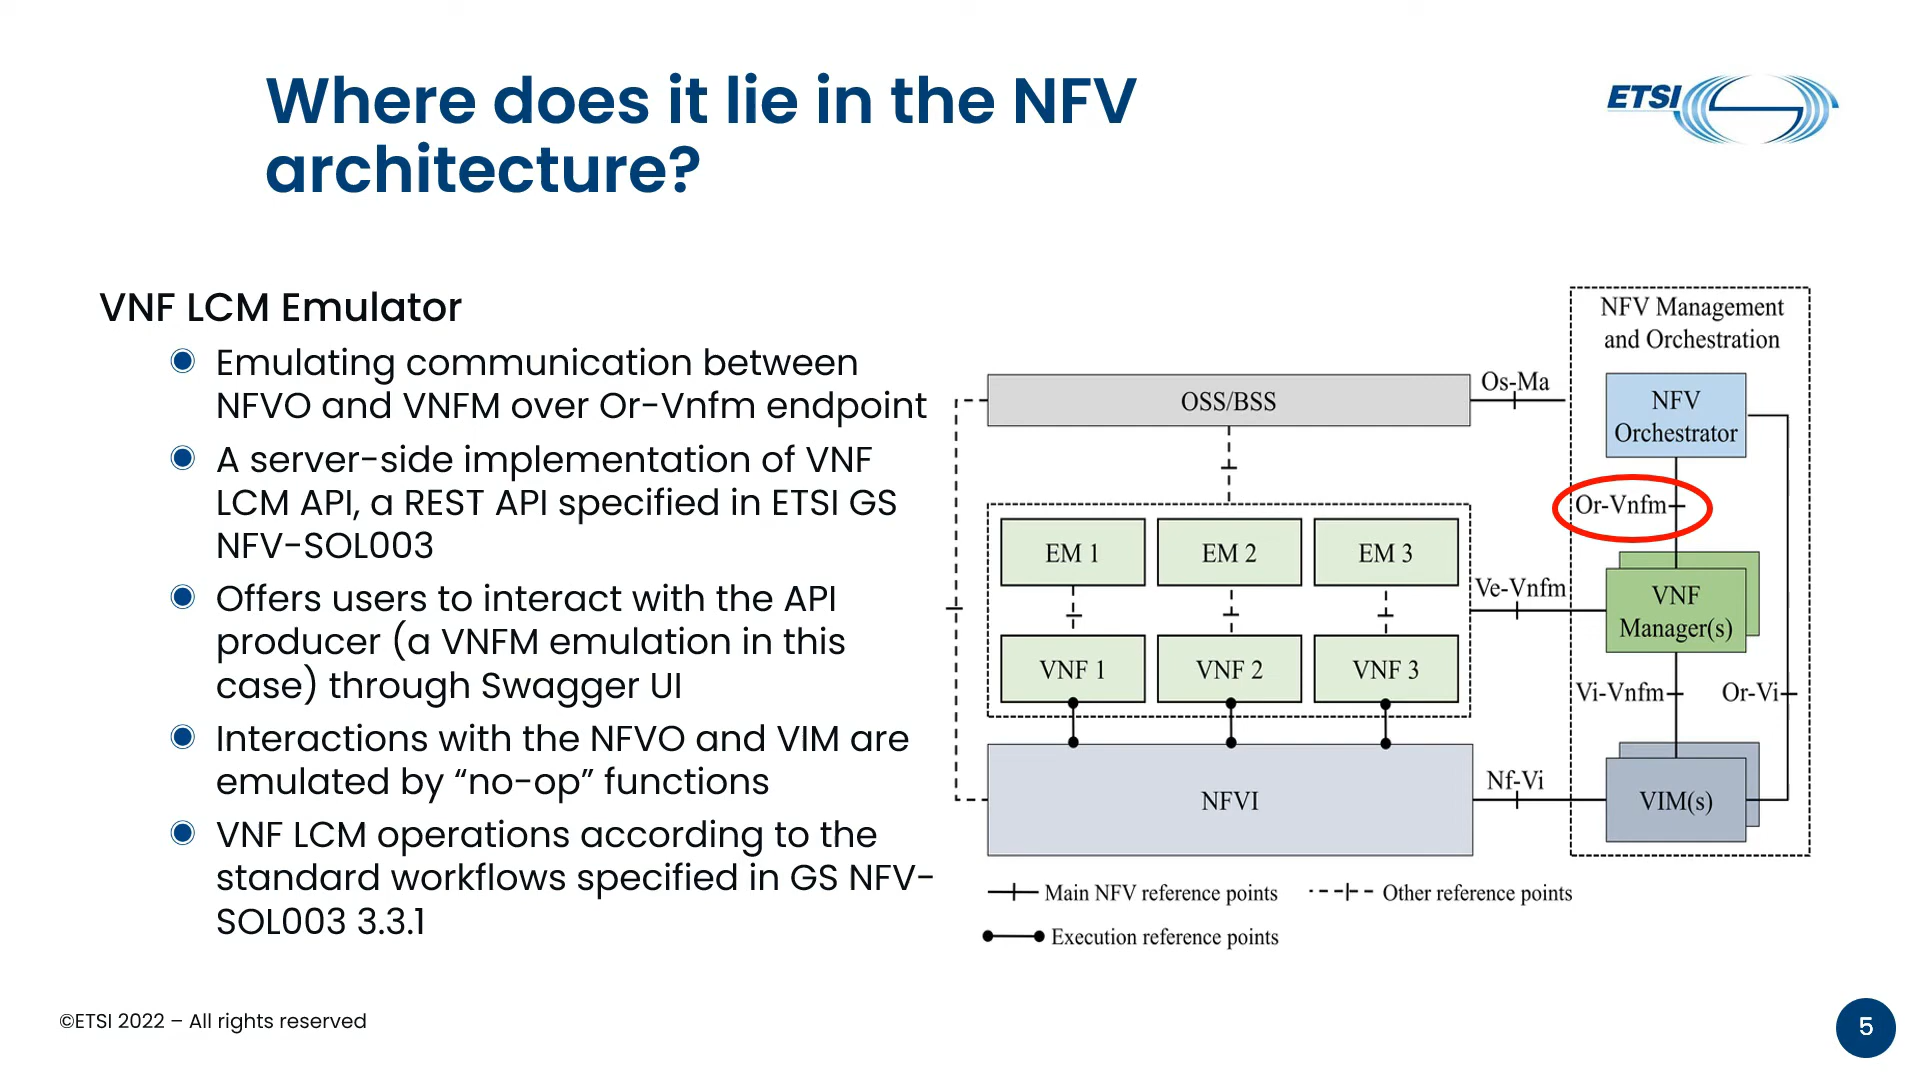 Where does it lie in the NFV
architecture?
ETSI
VNF LCM Emulator
Emulating communication between
NFVO and VNFM over Or-Vnfm endpoint
A server-side implementation of VNF
LCM API, a REST API specified in ETSI GS
NFV-SOL003
Offers users to interact with the API
producer (a VNFM emulation in this
case) through Swagger UI
Interactions with the NFVO and VIM are
emulated by “no-op” functions
VNF LCM operations according to the
standard workflows specified in GS NFV-
SOL003 3.3.1
NFV Management
and Orchestration
OSS/BSS
Os-Ma
NFV
Orchestrator
Or-Vnfm
EM 1
EM 2
EM 3
Ve-Vnfm
VNF
Manager(s)
VNF 1
VNF 2
VNF 3
Vi-Vnfm
Or-Vi
NFVI
Nf-Vi
VIM(s)
Main NFV reference points
Other reference points
Execution reference points
©ETSI 2022 – All rights reserved
5